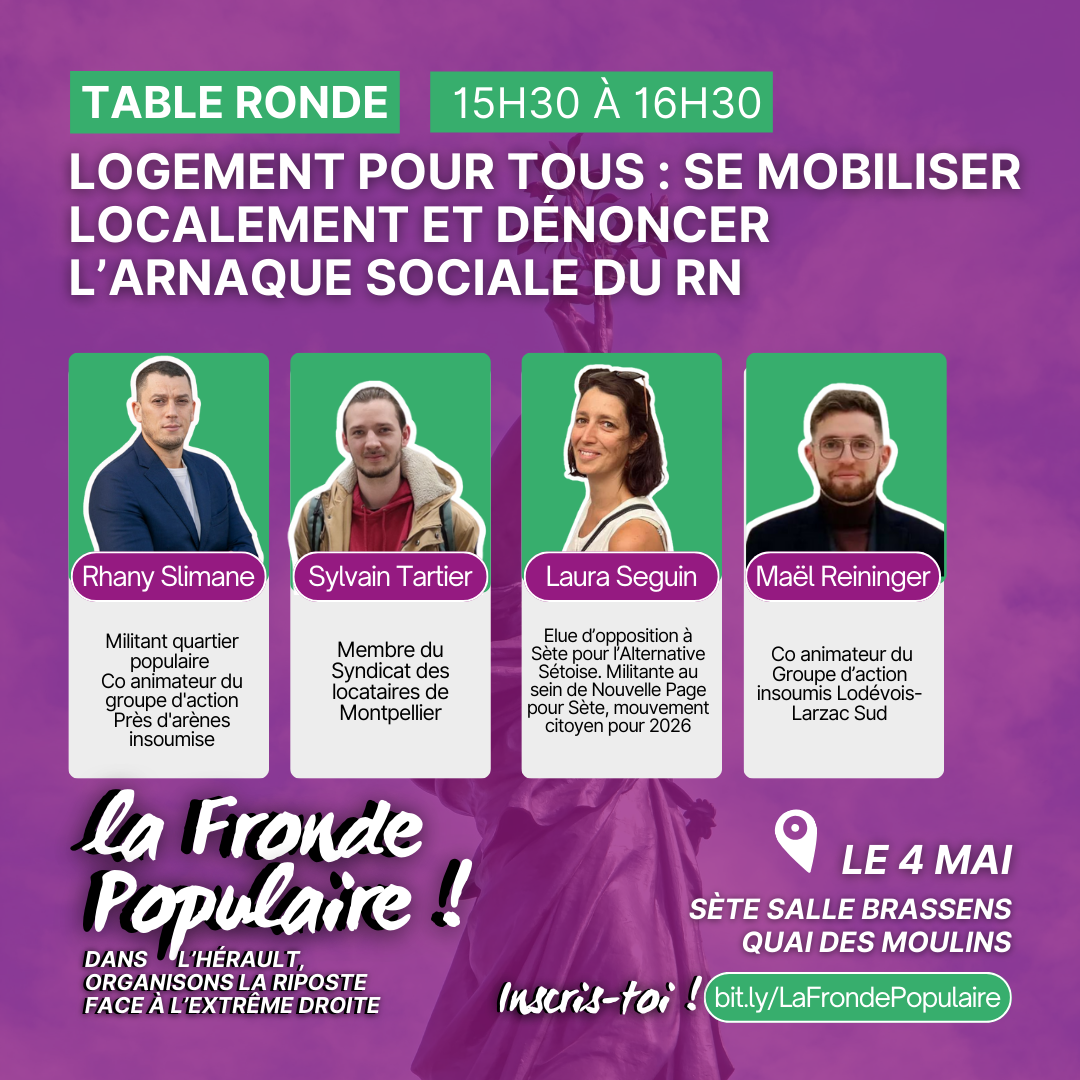 TABLE RONDE
15H30 À 16H30
LOGEMENT POUR TOUS : SE MOBILISER
LOCALEMENT ET DÉNONCER
L’ARNAQUE SOCIALE DU RN
Rhany Slimane
Militant quartier
populaire
Co animateur du
groupe d'action
Près d'arènes
insoumise
Sylvain Tartier
Membre du
Syndicat des
locataires de
Montpellier
Laura Seguin
Elue d’opposition à
Sète pour l’Alternative
Sétoise. Militante au
sein de Nouvelle Page
pour Sète, mouvement
citoyen pour 2026
Maël Reininger
Co animateur du
Groupe d’action
insoumis Lodévois-
Larzac Sud
la Fronde
Populaire !
DANS L’HÉRAULT,
ORGANISONS LA RIPOSTE
FACE À L’EXTRÊME DROITE
LE 4 MAI
SÈTE SALLE BRASSENS
QUAI DES MOULINS
Inscris-toi !
bit.ly/LaFrondePopulaire